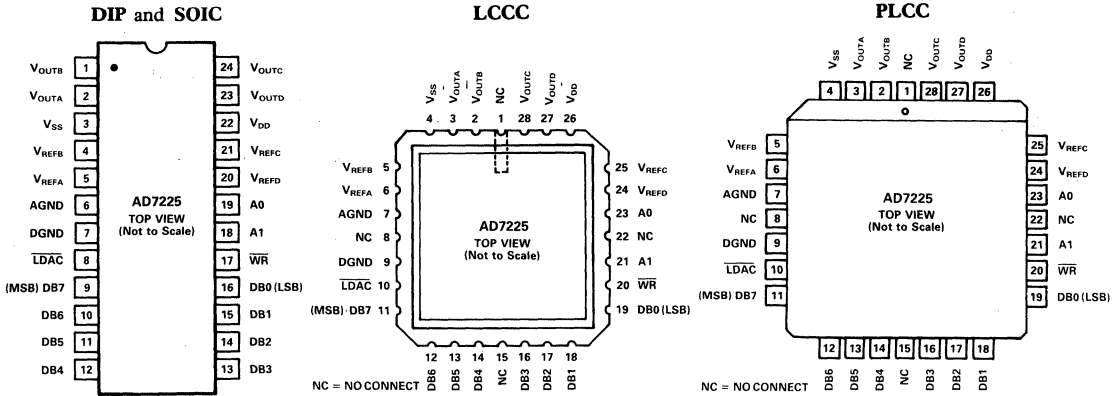 DIP and SOIC
VOUTB 1
VOUTA 2
VSS 3
VREFB 4
VREFA 5
AGND 6
DGND 7
LDAC 8
(MSB) DB7 9
DB6 10
DB5 11
DB4 12
AD7225
TOP VIEW
(Not to Scale)
24 VOUTC
23 VOUTD
22 VDD
21 VREFC
20 VREFD
19 A0
18 A1
17 WR
16 DB0 (LSB)
15 DB1
14 DB2
13 DB3
LCCC
VSS VOUTA VOUTB NC VOUTC VOUTD VDD
4 3 2 1 28 27 26
VREFB 5
VREFA 6
AGND 7
NC 8
DGND 9
LDAC 10
(MSB) DB7 11
AD7225
TOP VIEW
(Not to Scale)
25 VREFC
24 VREFD
23 A0
22 NC
21 A1
20 WR
19 DB0 (LSB)
12 13 14 15 16 17 18
DB6 DB5 DB4 NC DB3 DB2 DB1
NC = NO CONNECT
PLCC
VSS VOUTA VOUTB NC VOUTC VOUTD VDD
4 3 2 1 28 27 26
VREFB 5
VREFA 6
AGND 7
NC 8
DGND 9
LDAC 10
(MSB) DB7 11
AD7225
TOP VIEW
(Not to Scale)
25 VREFC
24 VREFD
23 A0
22 NC
21 A1
20 WR
19 DB0 (LSB)
12 13 14 15 16 17 18
DB6 DB5 DB4 NC DB3 DB2 DB1
NC = NO CONNECT